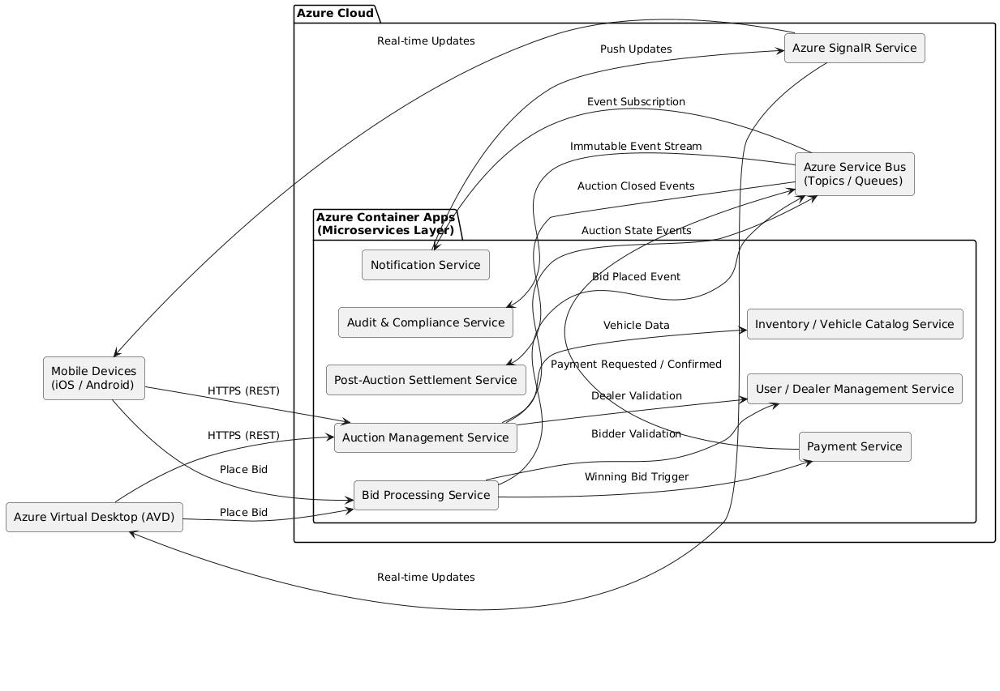 Azure Cloud
Real-time Updates
Azure SignalR Service
Push Updates
Event Subscription
Immutable Event Stream
Azure Service Bus
(Topics / Queues)
Auction Closed Events
Azure Container Apps
(Microservices Layer)
Auction State Events
Notification Service
Bid Placed Event
Audit & Compliance Service
Vehicle Data
Inventory / Vehicle Catalog Service
Mobile Devices
(iOS / Android)
Post-Auction Settlement Service
Payment Requested / Confirmed
HTTPS (REST)
Dealer Validation
User / Dealer Management Service
HTTPS (REST)
Auction Management Service
Bidder Validation
Payment Service
Place Bid
Winning Bid Trigger
Bid Processing Service
Azure Virtual Desktop (AVD)
Place Bid
Real-time Updates